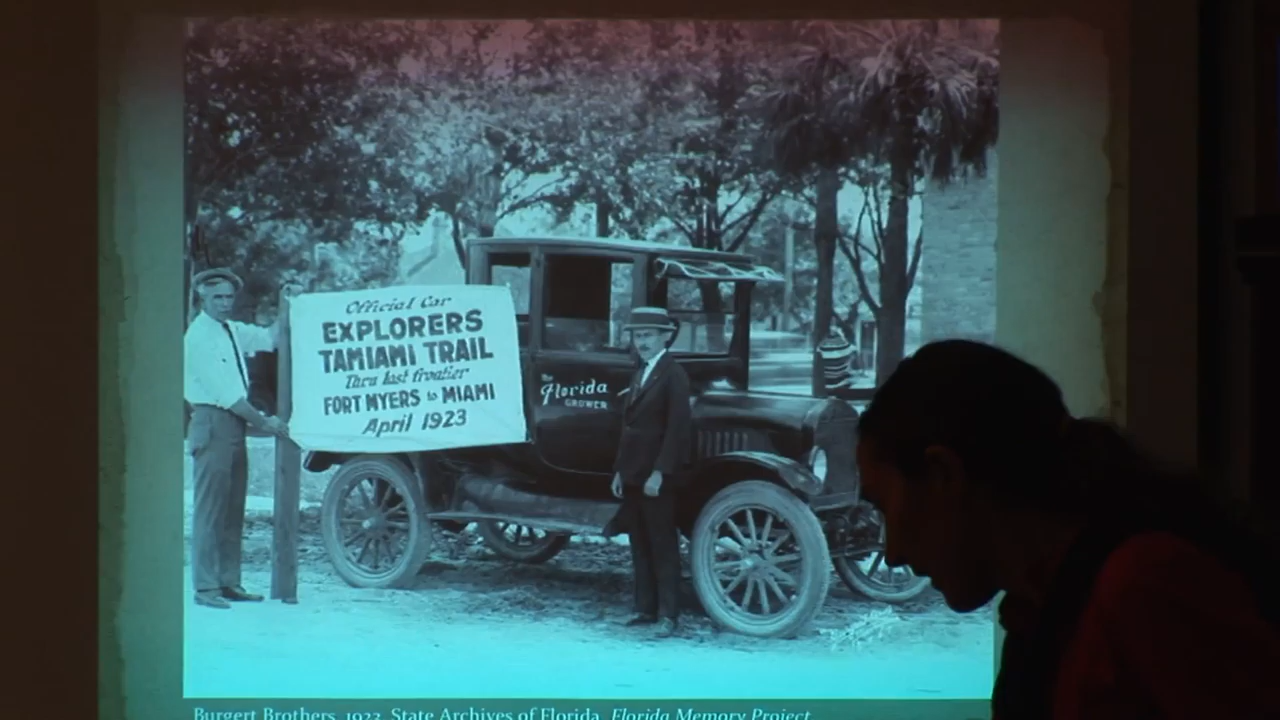 Official Car
EXPLORERS
TAMIAMI TRAIL
Thru last frontier
FORT MYERS to MIAMI
April 1923
The
Florida
GROWER
Burgert Brothers, 1923, State Archives of Florida, Florida Memory Project